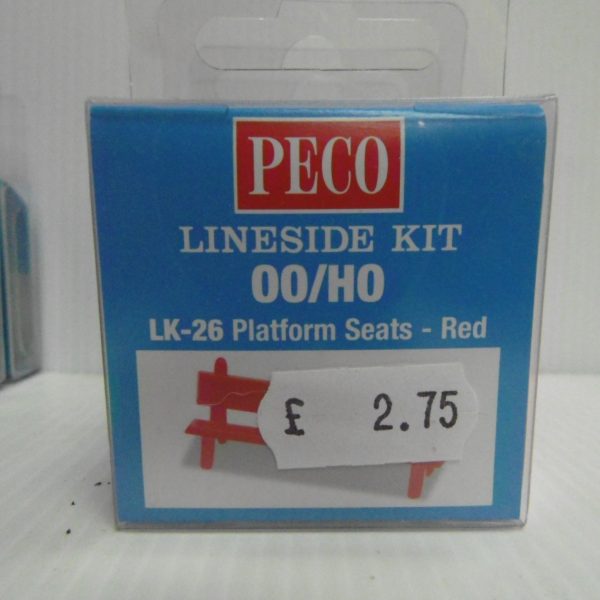 PECO
LINESIDE KIT
OO/HO
LK-26 Platform Seats - Red
£ 2.75